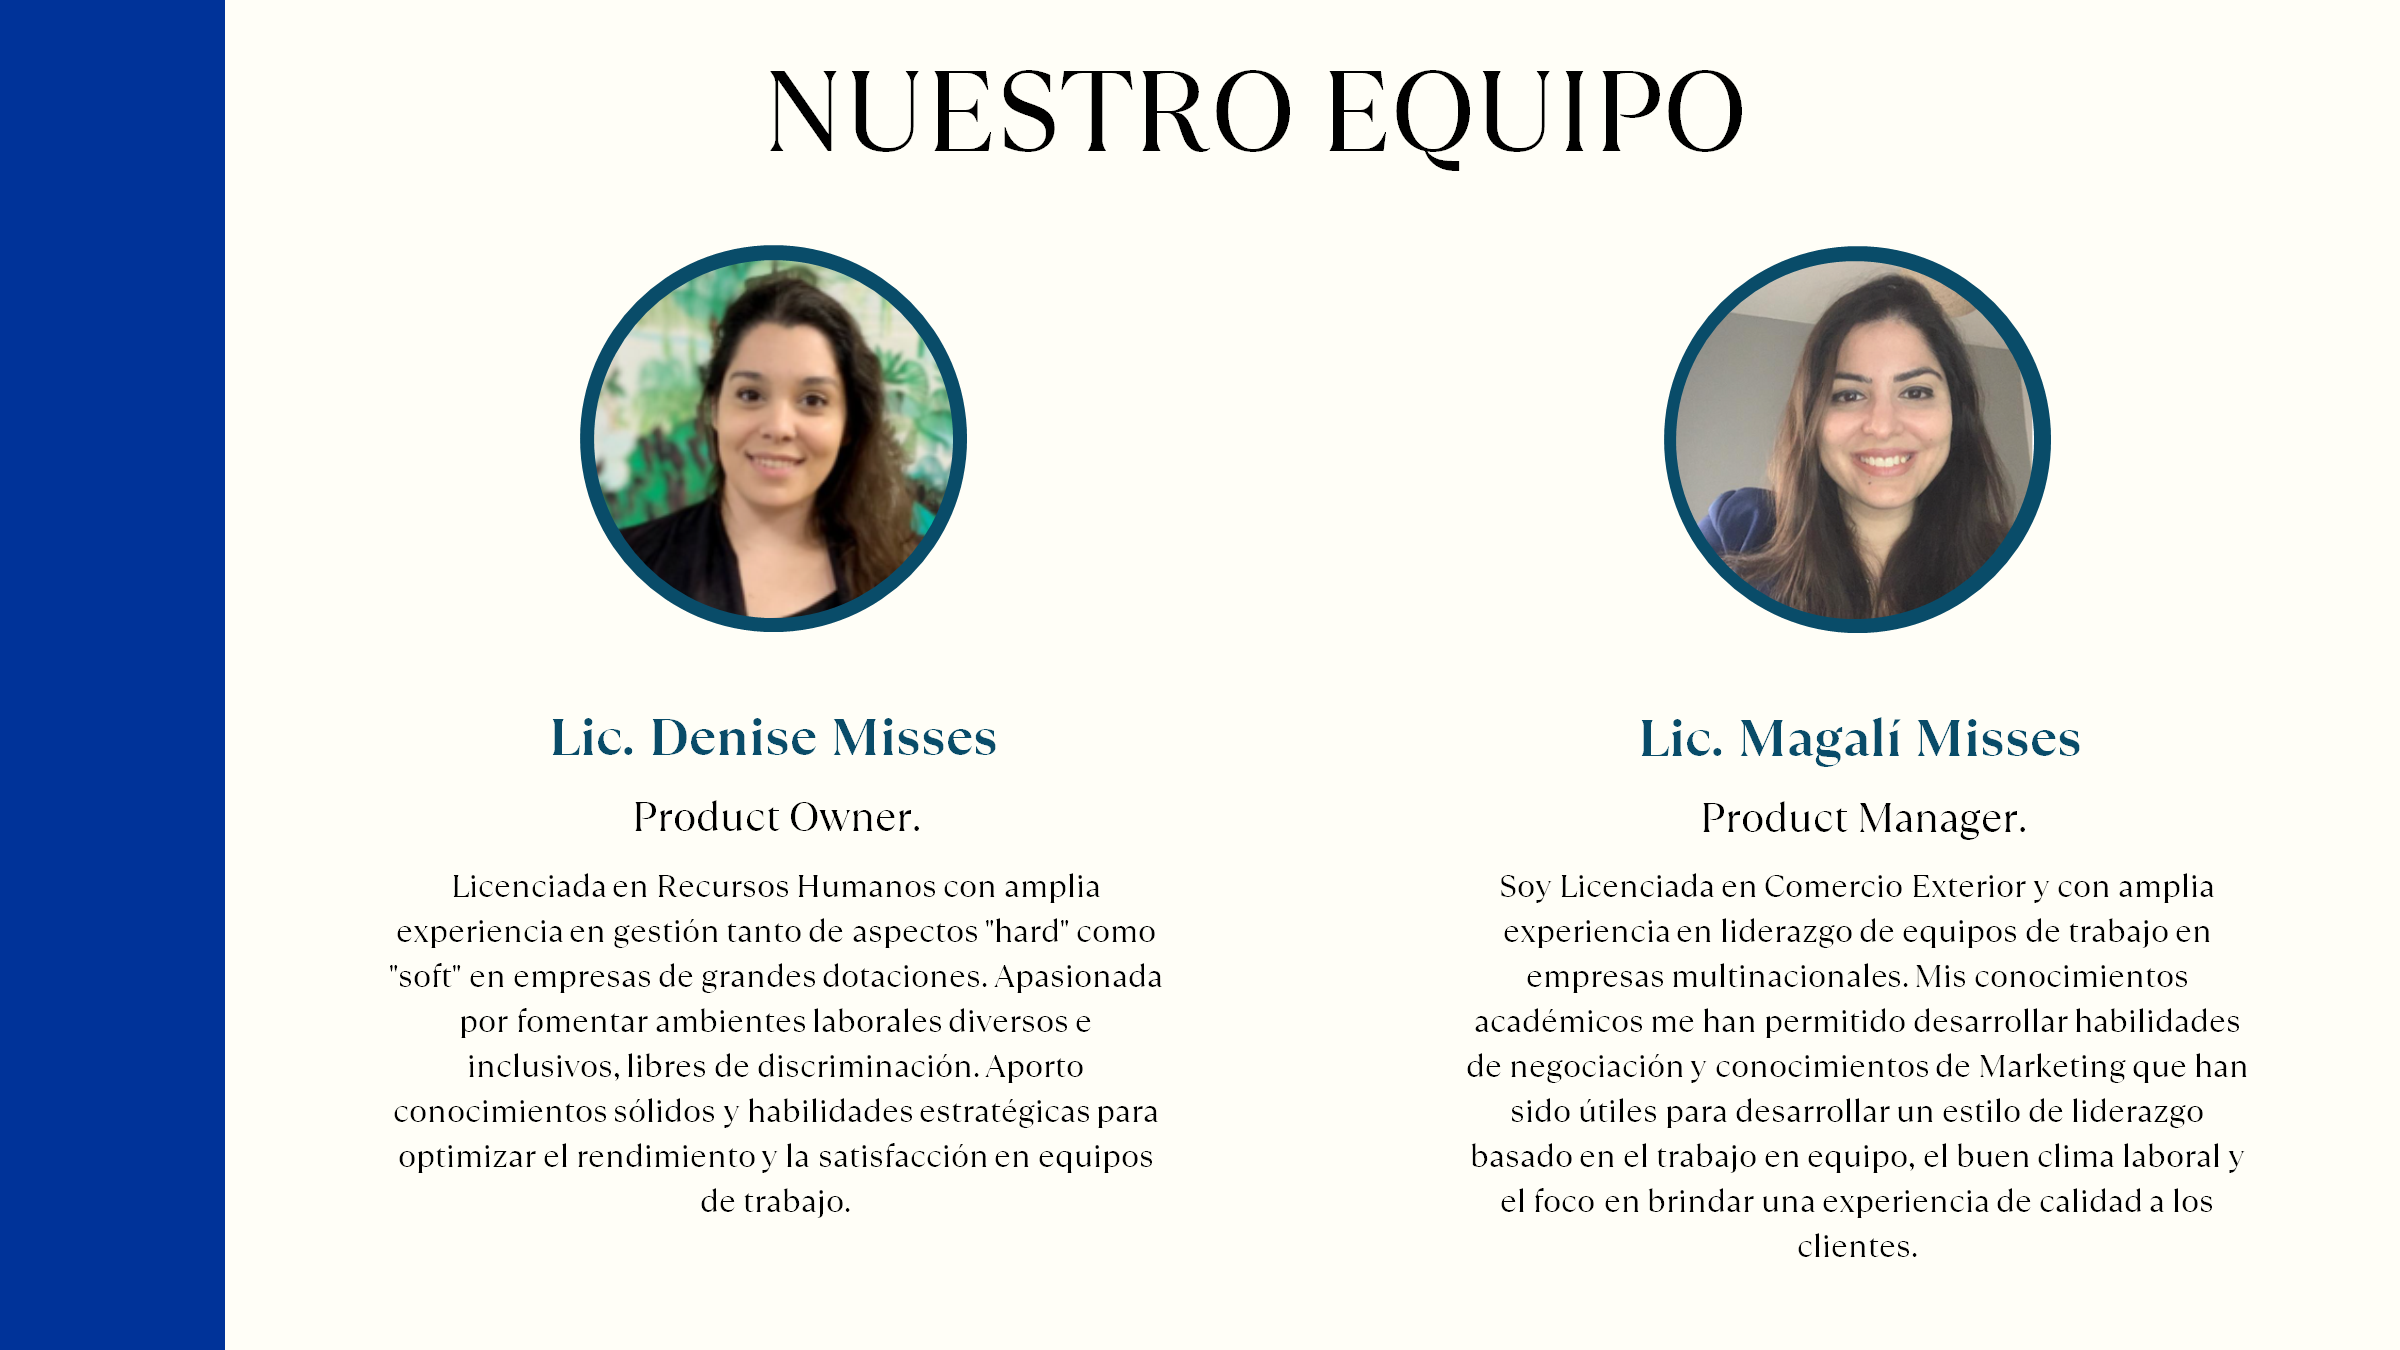 NUESTRO EQUIPO
Lic. Denise Misses
Product Owner.
Licenciada en Recursos Humanos con amplia
experiencia en gestión tanto de aspectos "hard" como
"soft" en empresas de grandes dotaciones. Apasionada
por fomentar ambientes laborales diversos e
inclusivos, libres de discriminación. Aporto
conocimientos sólidos y habilidades estratégicas para
optimizar el rendimiento y la satisfacción en equipos
de trabajo.
Lic. Magalí Misses
Product Manager.
Soy Licenciada en Comercio Exterior y con amplia
experiencia en liderazgo de equipos de trabajo en
empresas multinacionales. Mis conocimientos
académicos me han permitido desarrollar habilidades
de negociación y conocimientos de Marketing que han
sido útiles para desarrollar un estilo de liderazgo
basado en el trabajo en equipo, el buen clima laboral y
el foco en brindar una experiencia de calidad a los
clientes.